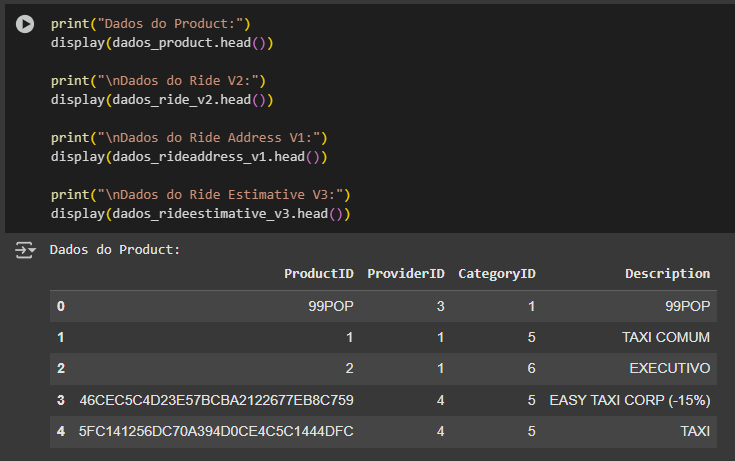 print("Dados do Product:")
display(dados_product.head())
print("\nDados do Ride V2:")
display(dados_ride_v2.head())
print("\nDados do Ride Address V1:")
display(dados_rideaddress_v1.head())
print("\nDados do Ride Estimative V3:")
display(dados_rideestimative_v3.head())
Dados do Product:
ProductID ProviderID CategoryID Description
0 99POP 3 1 99POP
1 1 1 5 TAXI COMUM
2 2 1 6 EXECUTIVO
3 46CEC5C4D23E57BCBA2122677EB8C759 4 5 EASY TAXI CORP (-15%)
4 5FC141256DC70A394D0CE4C5C1444DFC 4 5 TAXI